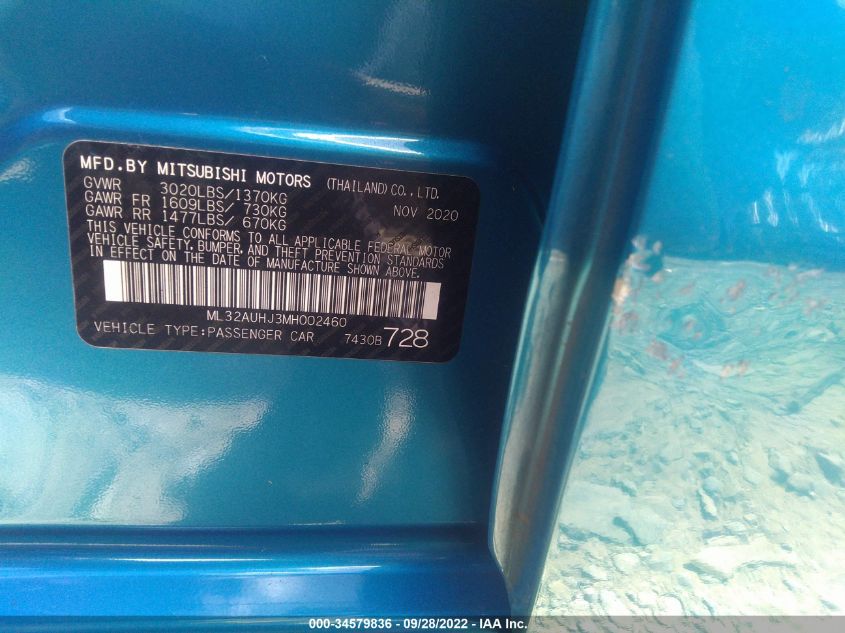 MFD.BY MITSUBISHI MOTORS (THAILAND) CO., LTD.
GVWR 3020LBS/1370KG NOV 2020
GAWR FR 1609LBS/ 730KG
GAWR RR 1477LBS/ 670KG
THIS VEHICLE CONFORMS TO ALL APPLICABLE FEDERAL MOTOR
VEHICLE SAFETY, BUMPER, AND THEFT PREVENTION STANDARDS
IN EFFECT ON THE DATE OF MANUFACTURE SHOWN ABOVE.
ML32AUHJ3MH002460
VEHICLE TYPE:PASSENGER CAR 7430B 728
000-34579836 - 09/28/2022 - IAA Inc.